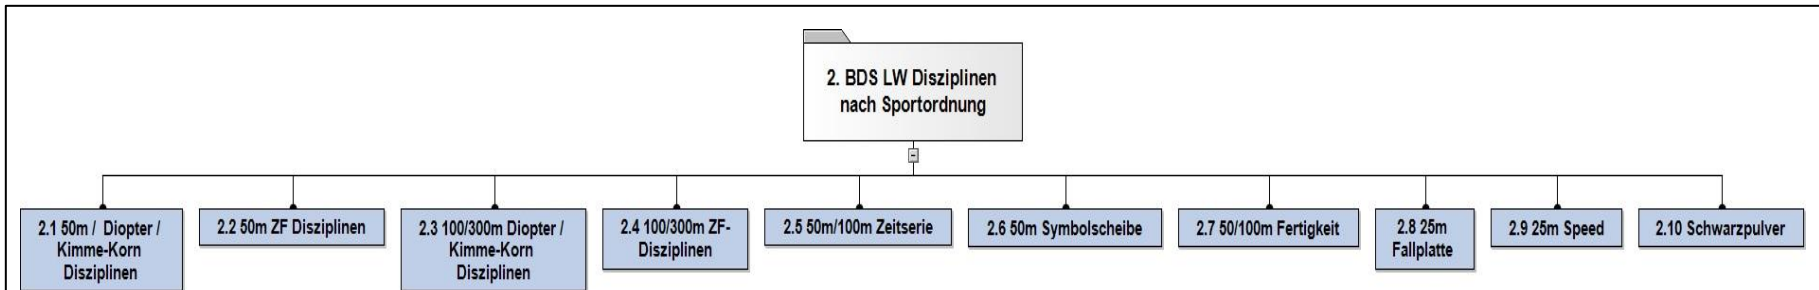 2. BDS LW Disziplinen
nach Sportordnung
2.1 50m / Diopter /
Kimme-Korn
Disziplinen
2.2 50m ZF Disziplinen
2.3 100/300m Diopter /
Kimme-Korn
Disziplinen
2.4 100/300m ZF-
Disziplinen
2.5 50m/100m Zeitserie
2.6 50m Symbolscheibe
2.7 50/100m Fertigkeit
2.8 25m
Fallplatte
2.9 25m Speed
2.10 Schwarzpulver